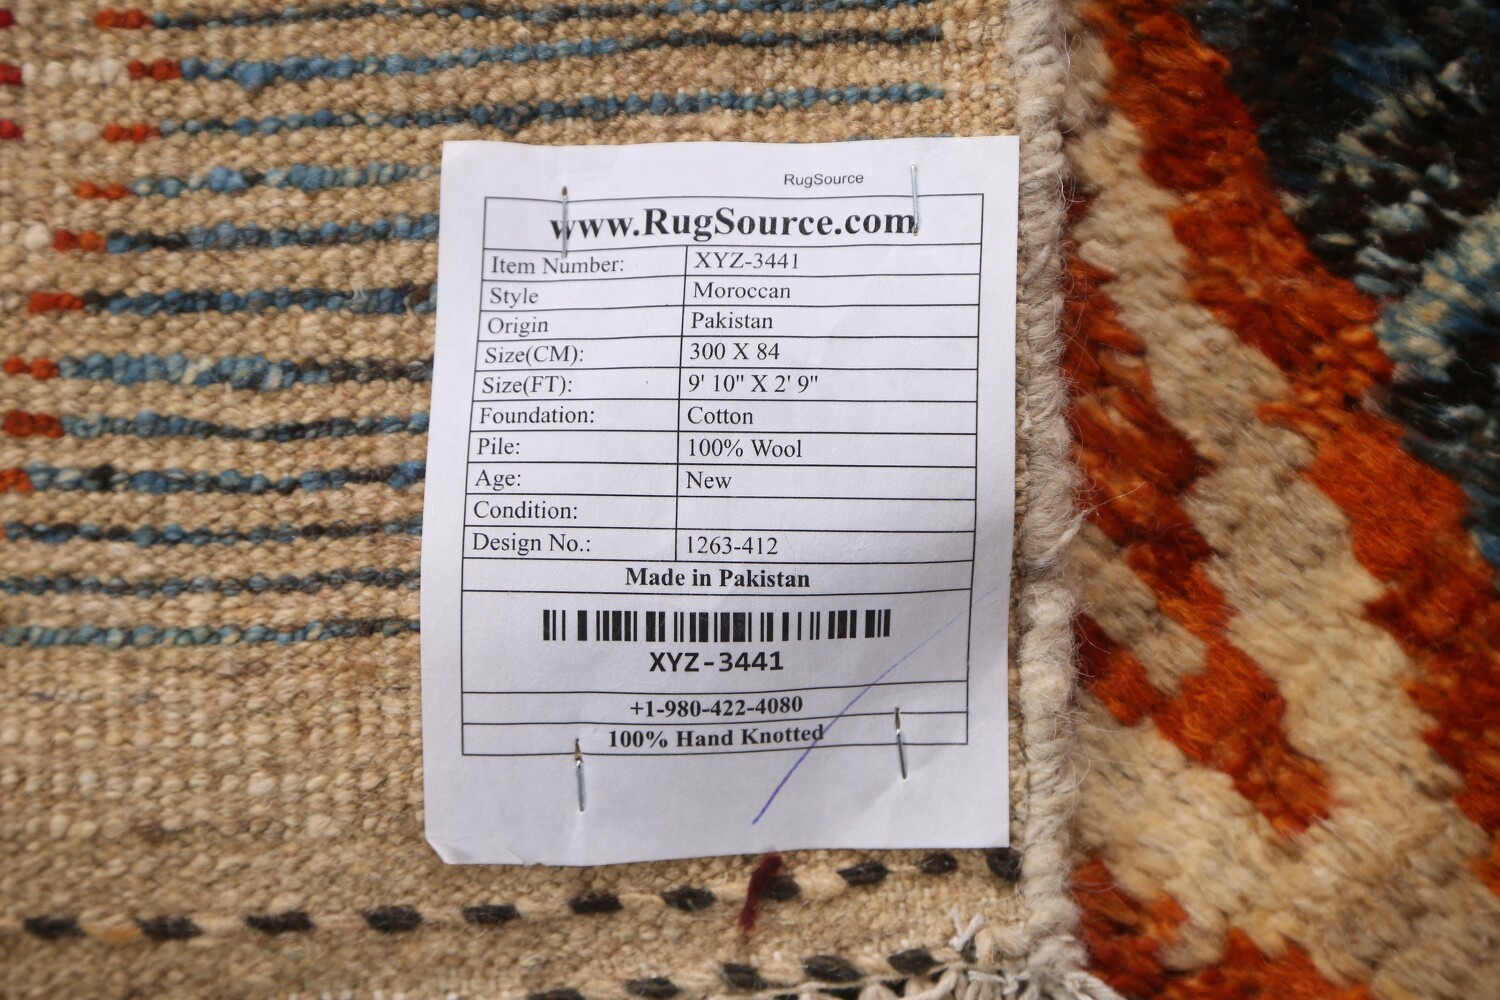 RugSource
www.RugSource.com
Item Number: XYZ-3441
Style Moroccan
Origin Pakistan
Size(CM): 300 X 84
Size(FT): 9' 10" X 2' 9"
Foundation: Cotton
Pile: 100% Wool
Age: New
Condition:
Design No.: 1263-412
Made in Pakistan
XYZ-3441
+1-980-422-4080
100% Hand Knotted